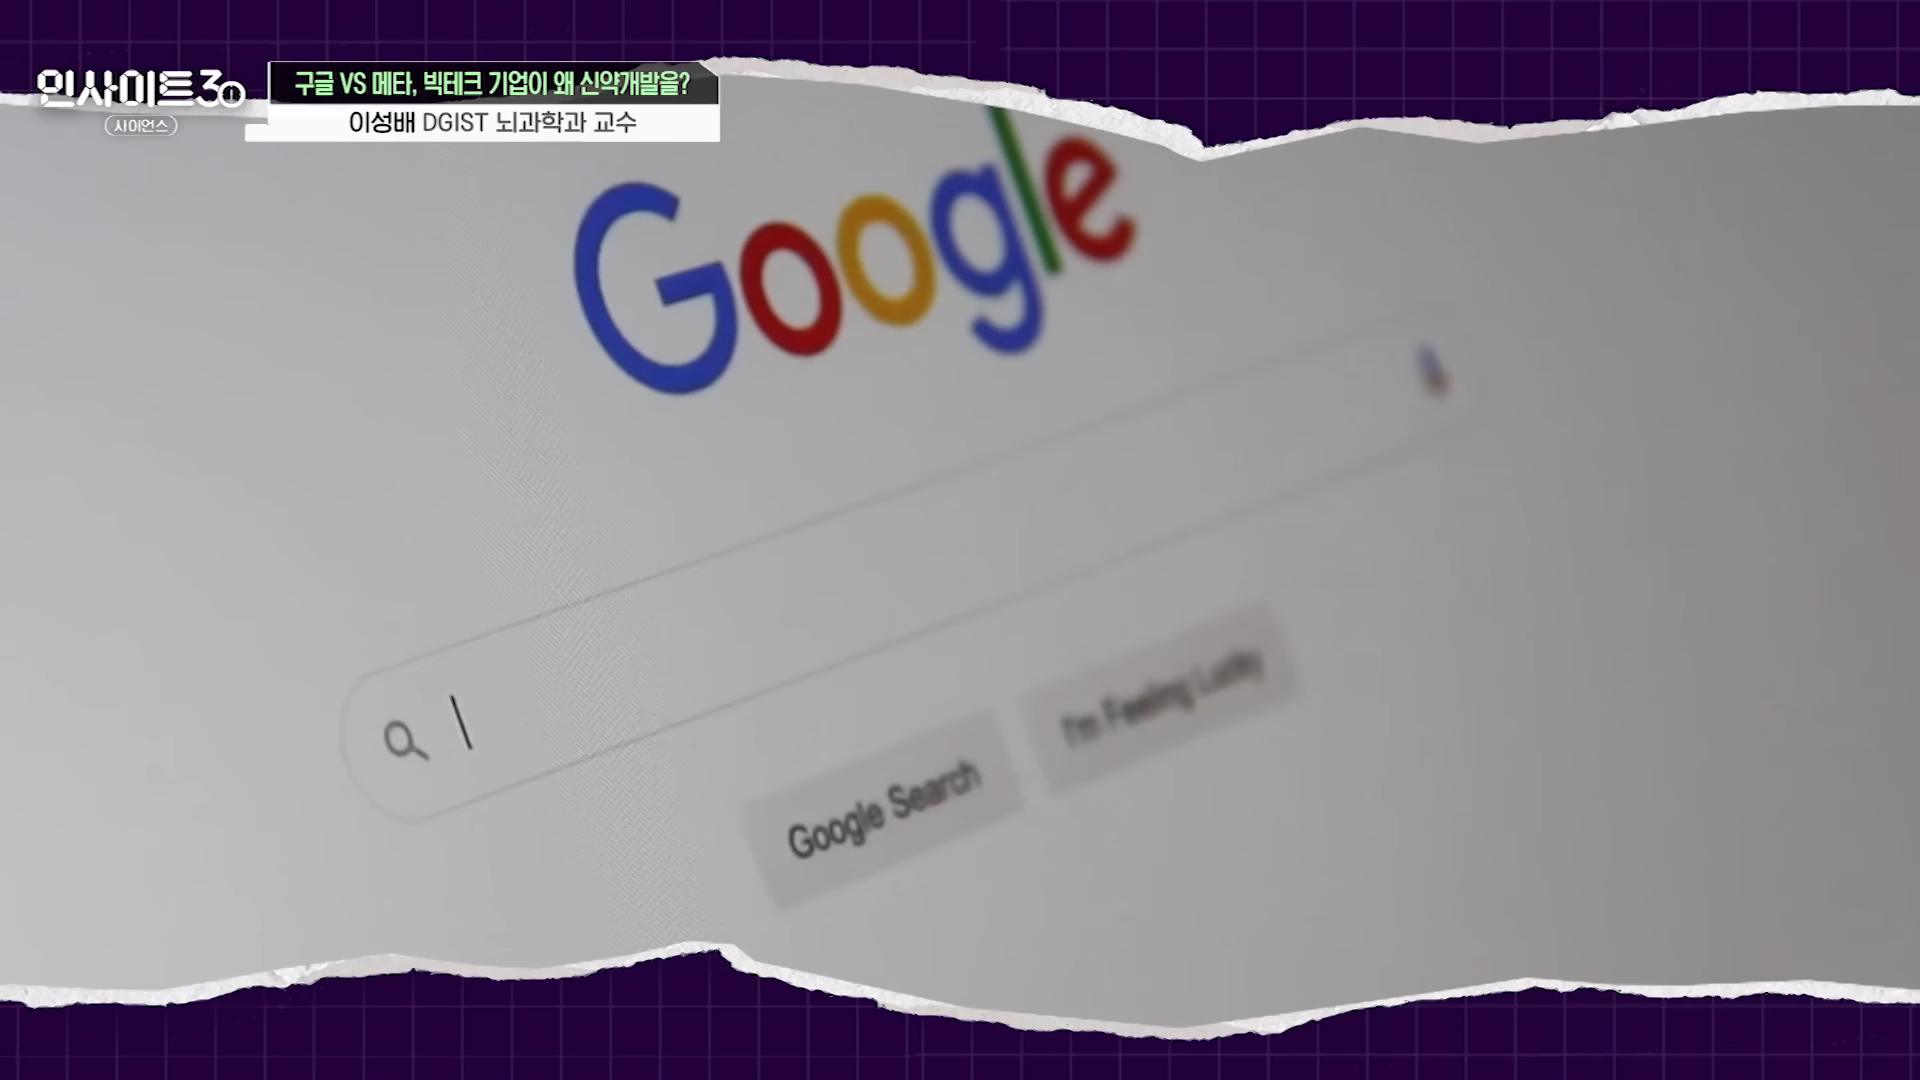 인사이트30
사이언스
구글 VS 메타, 빅테크 기업이 왜 신약개발을?
이성배 DGIST 뇌과학과 교수
Google
Google Search
I'm Feeling Lucky